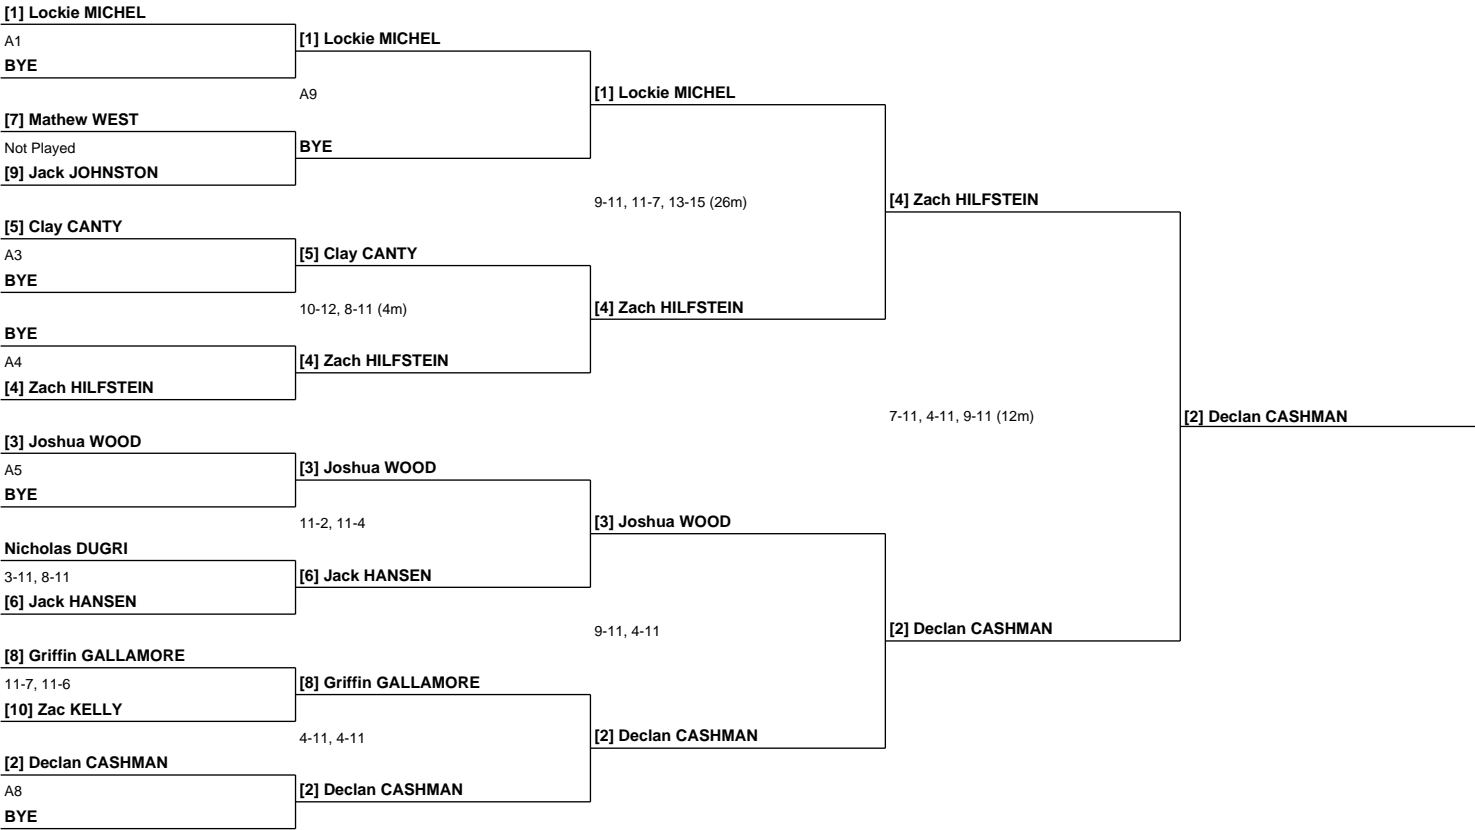 [1] Lockie MICHEL
A1
BYE
[7] Mathew WEST
Not Played
[9] Jack JOHNSTON
[5] Clay CANTY
A3
BYE
BYE
A4
[4] Zach HILFSTEIN
[3] Joshua WOOD
A5
BYE
Nicholas DUGRI
3-11, 8-11
[6] Jack HANSEN
[8] Griffin GALLAMORE
11-7, 11-6
[10] Zac KELLY
[2] Declan CASHMAN
A8
BYE
[1] Lockie MICHEL
A9
BYE
[5] Clay CANTY
10-12, 8-11 (4m)
[4] Zach HILFSTEIN
[3] Joshua WOOD
11-2, 11-4
[6] Jack HANSEN
[8] Griffin GALLAMORE
4-11, 4-11
[2] Declan CASHMAN
[1] Lockie MICHEL
9-11, 11-7, 13-15 (26m)
[4] Zach HILFSTEIN
[3] Joshua WOOD
9-11, 4-11
[2] Declan CASHMAN
[4] Zach HILFSTEIN
7-11, 4-11, 9-11 (12m)
[2] Declan CASHMAN
[2] Declan CASHMAN